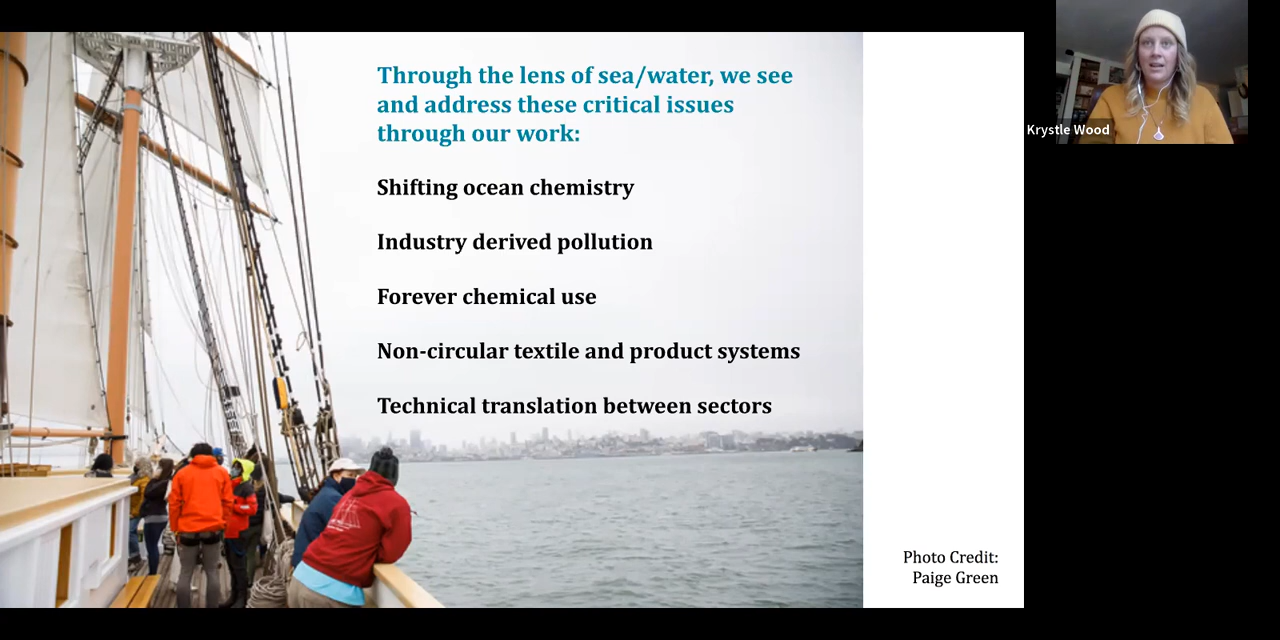 Through the lens of sea/water, we see
and address these critical issues
through our work:
Shifting ocean chemistry
Industry derived pollution
Forever chemical use
Non-circular textile and product systems
Technical translation between sectors
Photo Credit:
Paige Green
Krystle Wood